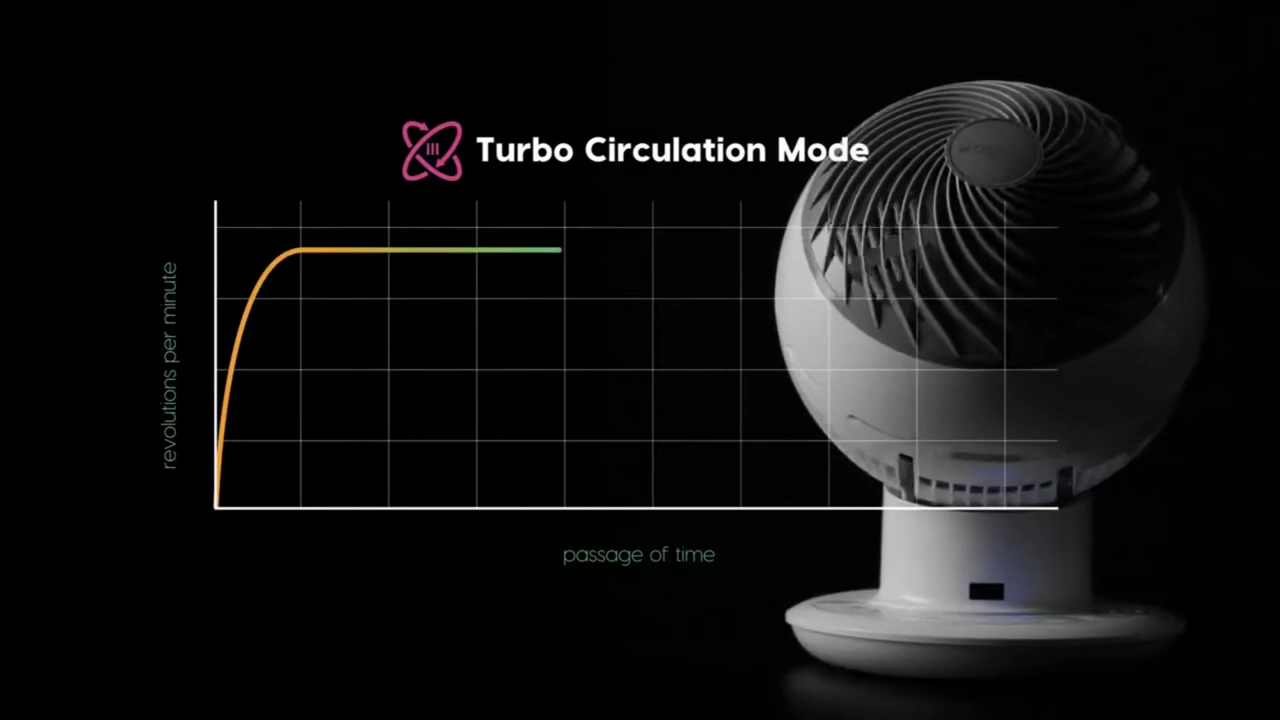 Turbo Circulation Mode
revolutions per minute
passage of time